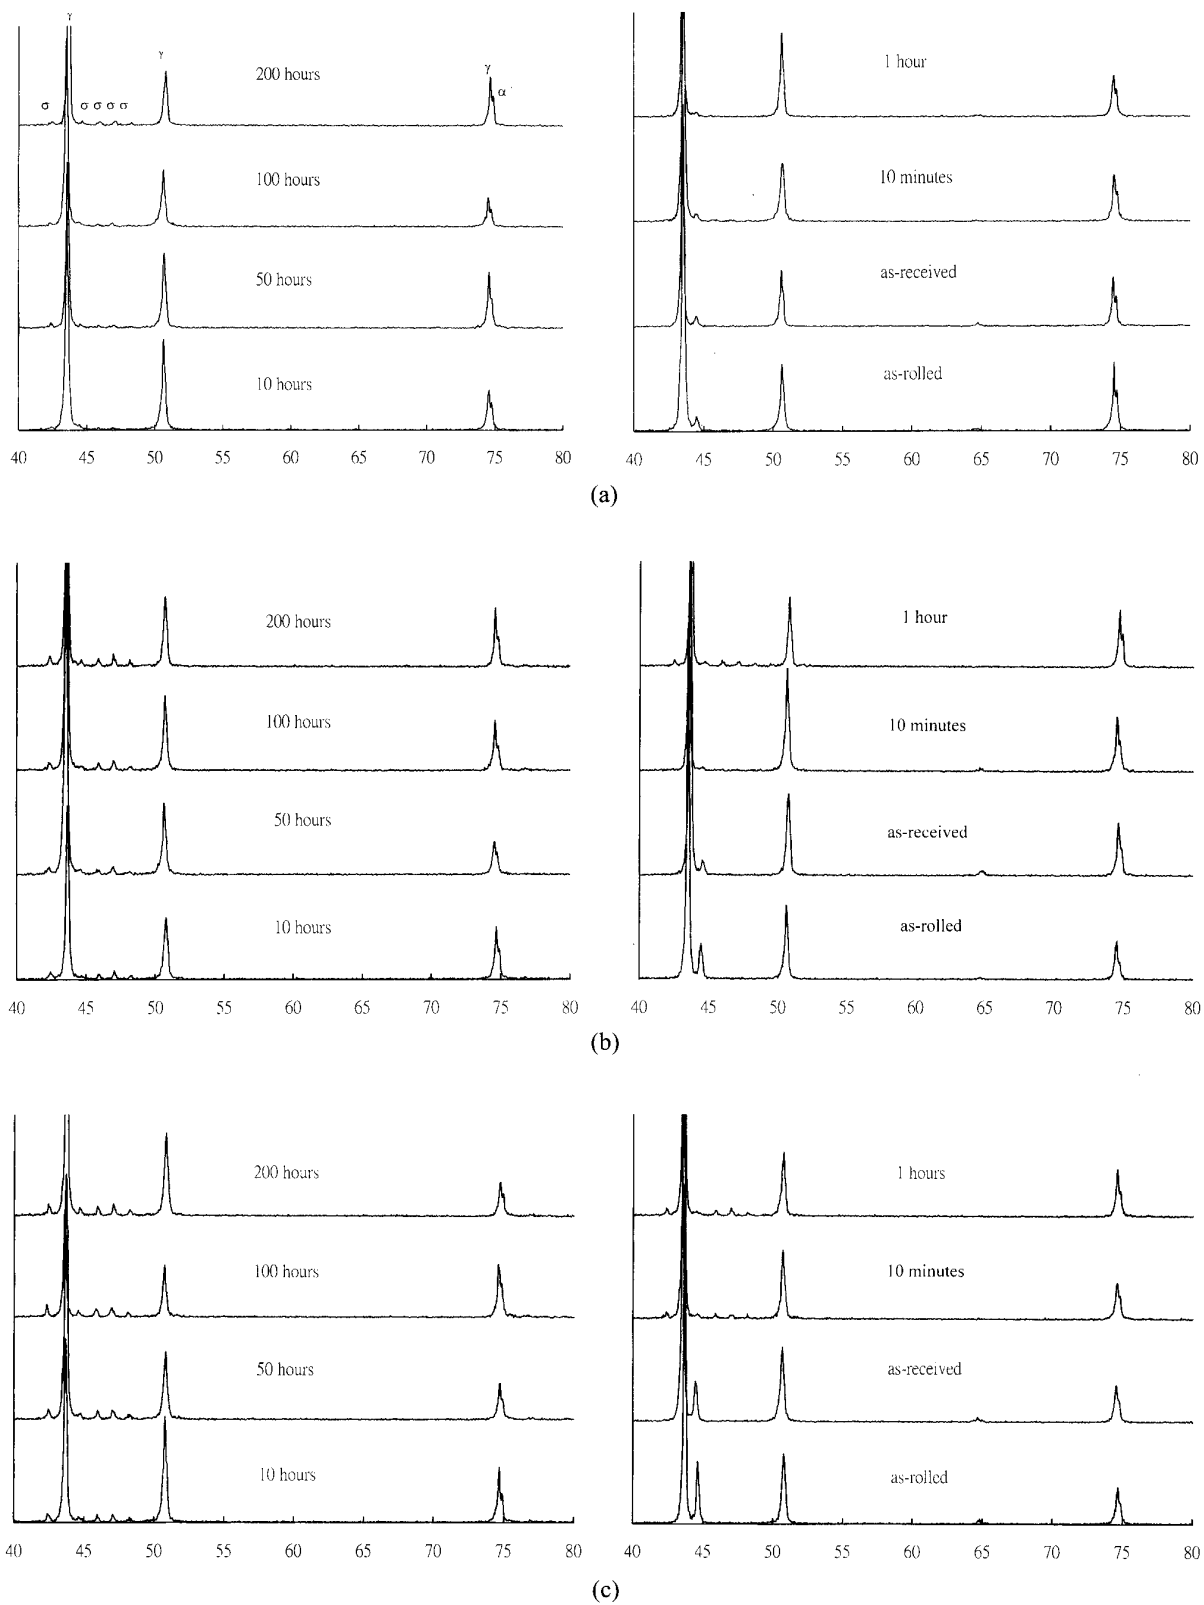 γ
γ
γ
200 hours
α
σ σ σ σ σ
100 hours
50 hours
10 hours
40 45 50 55 60 65 70 75 80
1 hour
10 minutes
as-received
as-rolled
40 45 50 55 60 65 70 75 80
(a)
200 hours
100 hours
50 hours
10 hours
40 45 50 55 60 65 70 75 80
1 hour
10 minutes
as-received
as-rolled
40 45 50 55 60 65 70 75 80
(b)
200 hours
100 hours
50 hours
10 hours
40 45 50 55 60 65 70 75 80
1 hours
10 minutes
as-received
as-rolled
40 45 50 55 60 65 70 75 80
(c)